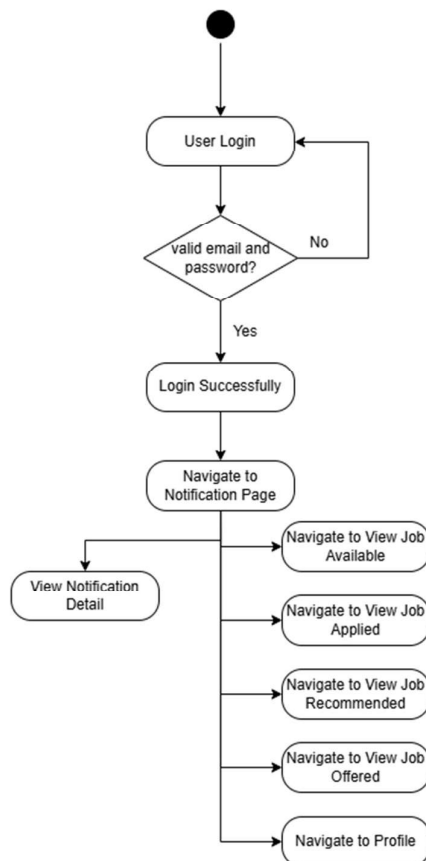 User Login
valid email and
password?
No
Yes
Login Successfully
Navigate to
Notification Page
Navigate to View Job
Available
View Notification
Detail
Navigate to View Job
Applied
Navigate to View Job
Recommended
Navigate to View Job
Offered
Navigate to Profile